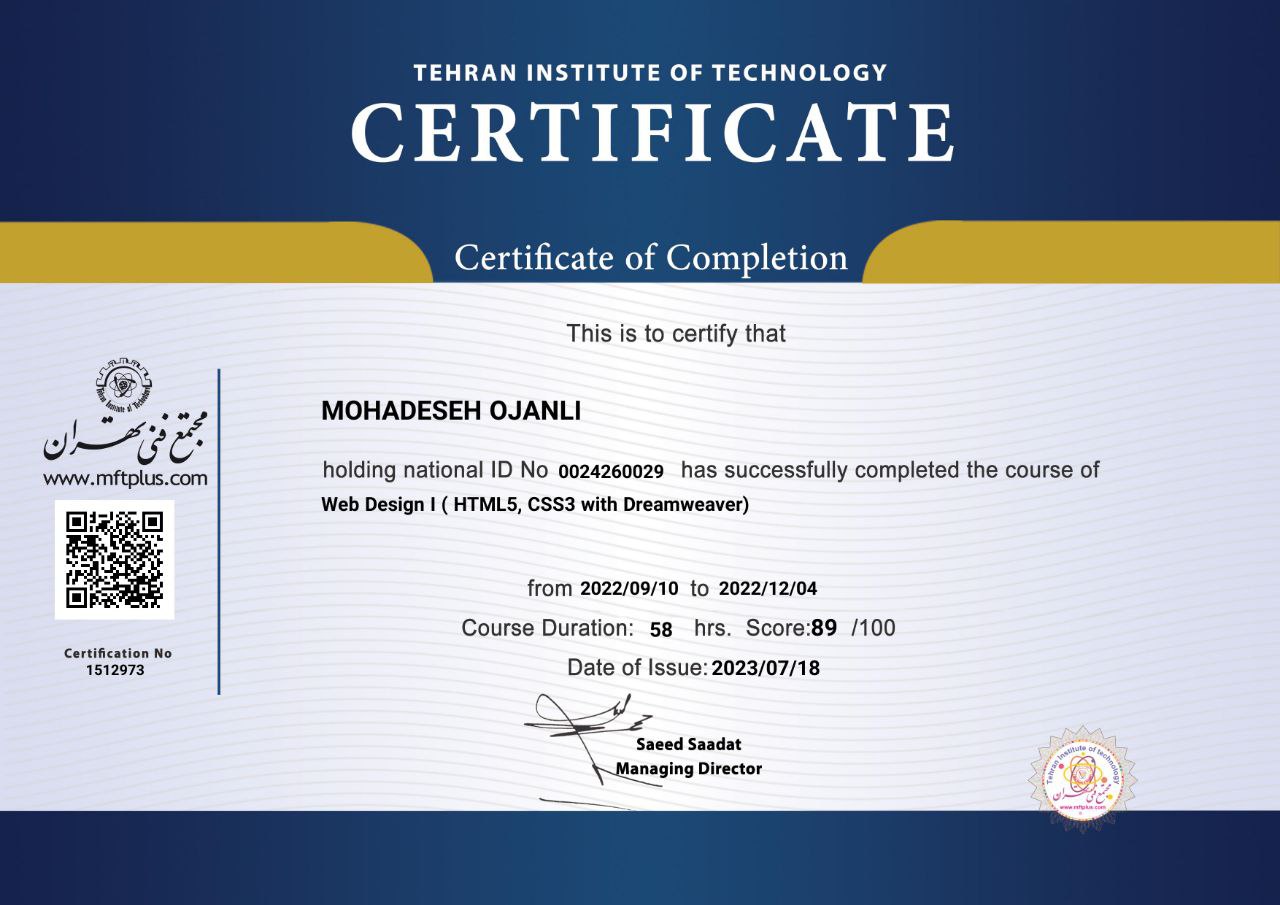 TEHRAN INSTITUTE OF TECHNOLOGY
CERTIFICATE
Certificate of Completion
This is to certify that
MOHADESEH OJANLI
holding national ID No 0024260029 has successfully completed the course of
Web Design I ( HTML5, CSS3 with Dreamweaver)
from 2022/09/10 to 2022/12/04
Course Duration: 58 hrs. Score:89 /100
Date of Issue: 2023/07/18
Saeed Saadat
Managing Director
Tehran Institute of Technology
مجتمع فنی تهران
www.mftplus.com
Certification No
1512973
Tehran Institute of technology
مجتمع فنی تهران
www.mftplus.com